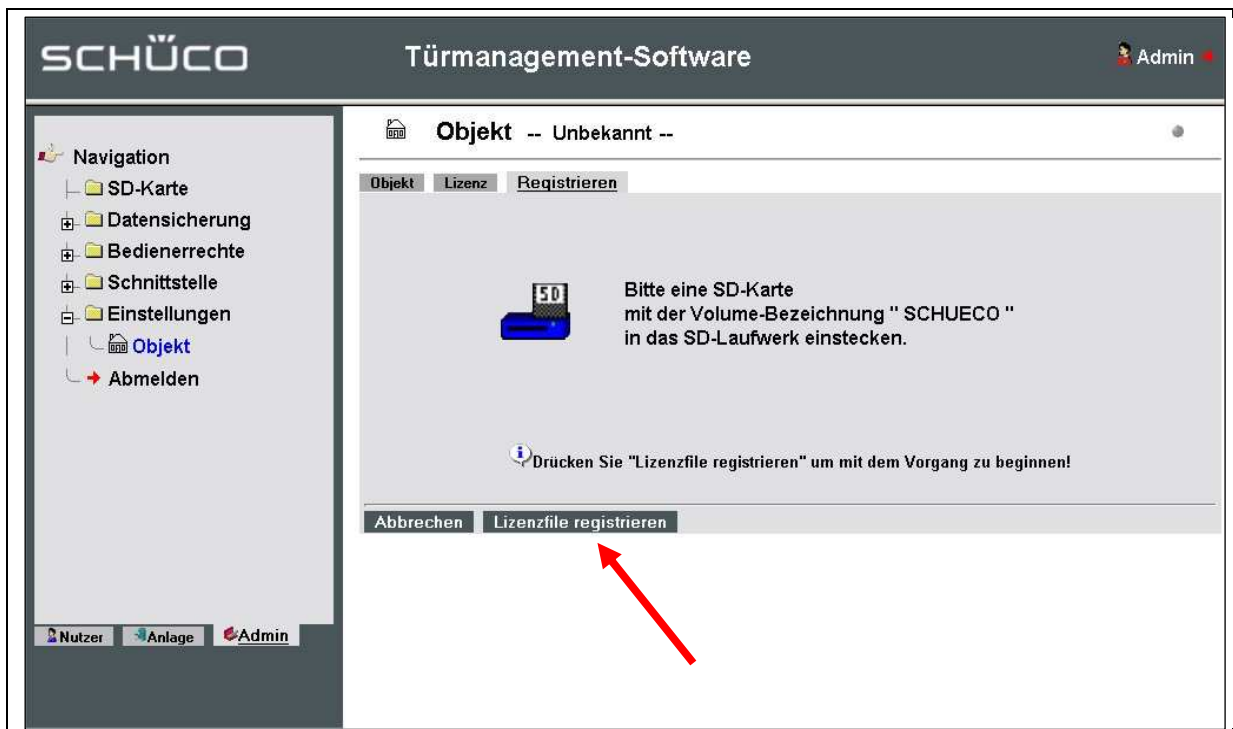 SCHÜCO
Türmanagement-Software
Admin
Navigation
SD-Karte
Datensicherung
Bedienerrechte
Schnittstelle
Einstellungen
Objekt
Abmelden
Nutzer Anlage Admin
Objekt -- Unbekannt --
Objekt Lizenz Registrieren
SD
Bitte eine SD-Karte
mit der Volume-Bezeichnung " SCHUECO "
in das SD-Laufwerk einstecken.
Drücken Sie "Lizenzfile registrieren" um mit dem Vorgang zu beginnen!
Abbrechen Lizenzfile registrieren